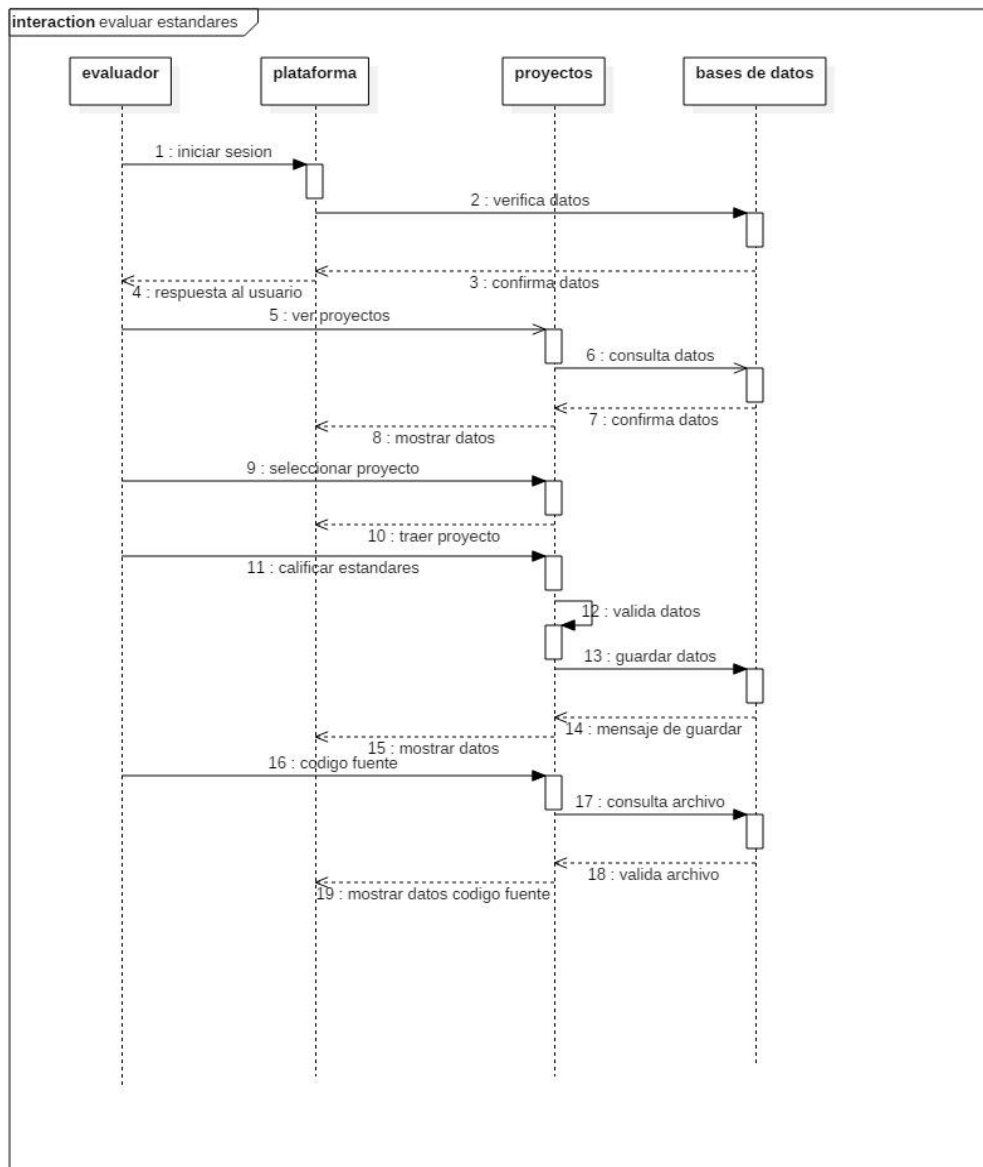 interaction evaluar estandares
evaluador
plataforma
proyectos
bases de datos
1 : iniciar sesion
2 : verifica datos
3 : confirma datos
4 : respuesta al usuario
5 : ver proyectos
6 : consulta datos
7 : confirma datos
8 : mostrar datos
9 : seleccionar proyecto
10 : traer proyecto
11 : calificar estandares
12 : valida datos
13 : guardar datos
14 : mensaje de guardar
15 : mostrar datos
16 : codigo fuente
17 : consulta archivo
18 : valida archivo
19 : mostrar datos codigo fuente